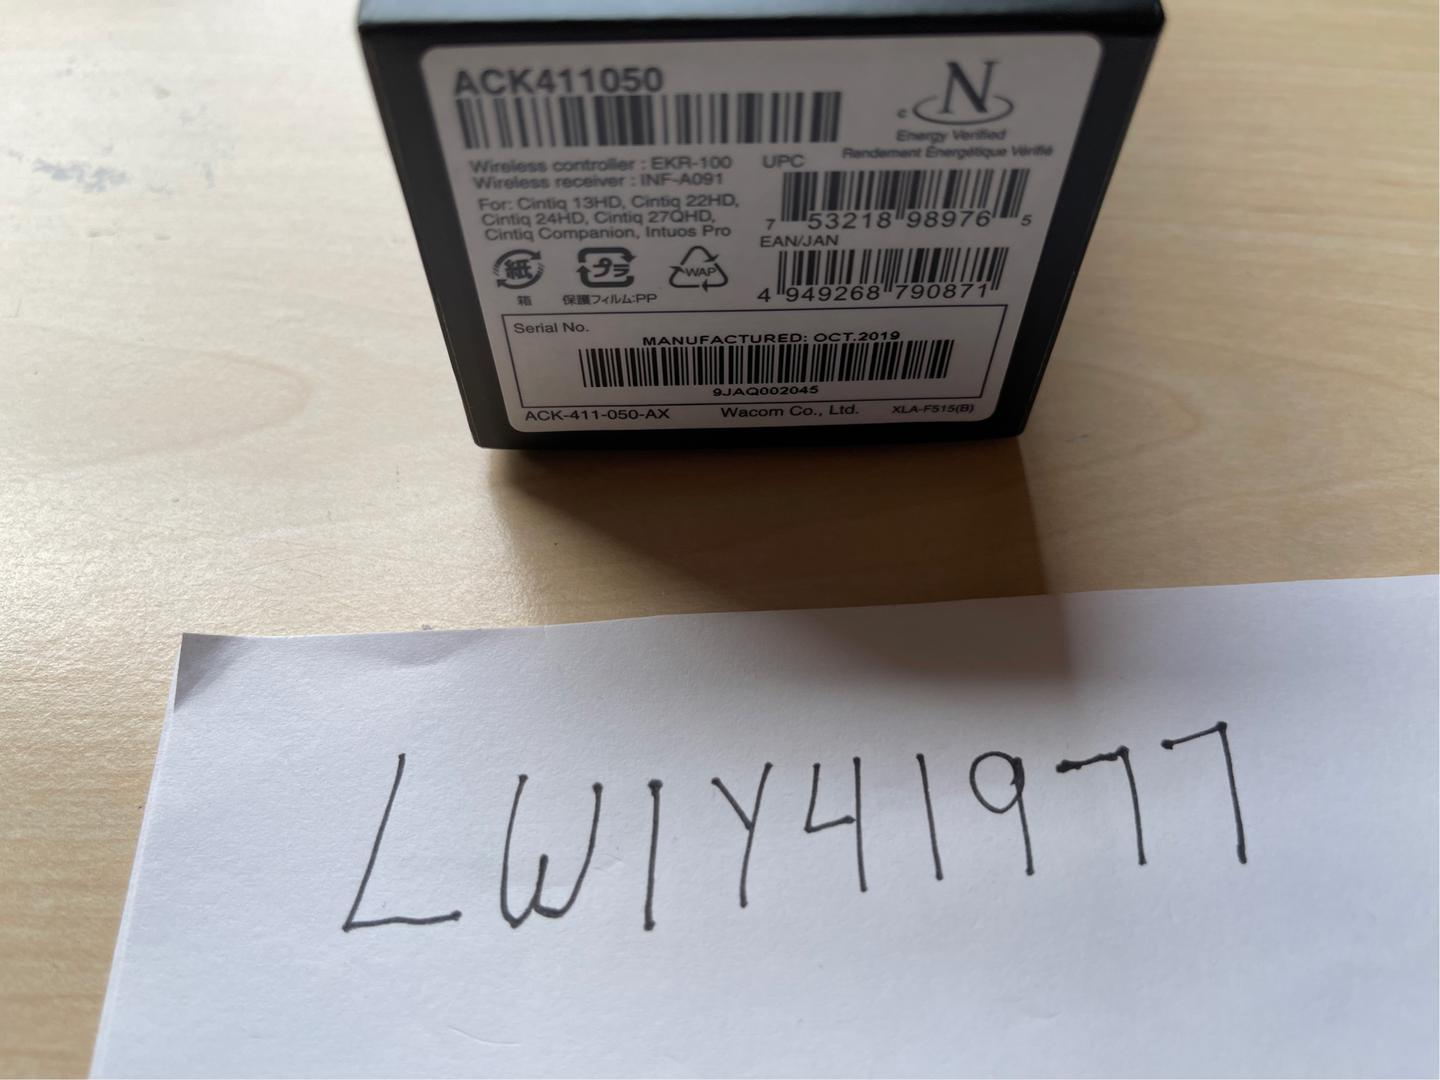 ACK411050
N
c
Energy Verified
Rendement Énergétique Vérifié
Wireless controller : EKR-100
Wireless receiver : INF-A091
For: Cintiq 13HD, Cintiq 22HD,
Cintiq 24HD, Cintiq 27QHD,
Cintiq Companion, Intuos Pro
UPC
7 53218 98976 5
EAN/JAN
4 949268 790871
紙
箱
プラ
保護フィルム:PP
WAP
Serial No.
MANUFACTURED: OCT.2019
9JAQ002045
ACK-411-050-AX Wacom Co., Ltd. XLA-F515(B)
LW1Y41977